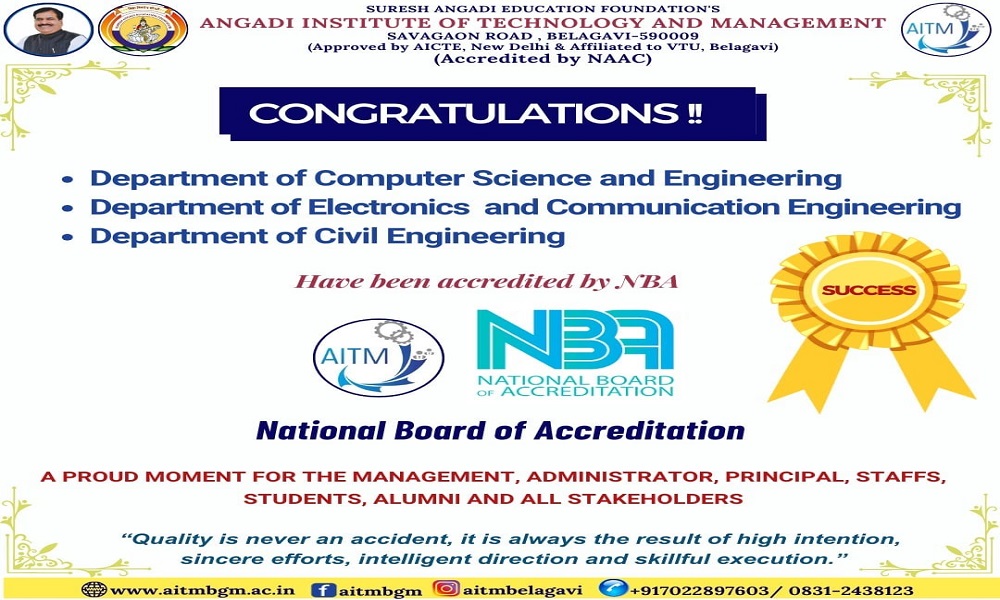 SURESH ANGADI EDUCATION FOUNDATION'S
ANGADI INSTITUTE OF TECHNOLOGY AND MANAGEMENT
SAVAGAON ROAD , BELAGAVI-590009
(Approved by AICTE, New Delhi & Affiliated to VTU, Belagavi)
(Accredited by NAAC)
AITM
CONGRATULATIONS !!
• Department of Computer Science and Engineering
• Department of Electronics and Communication Engineering
• Department of Civil Engineering
Have been accredited by NBA
SUCCESS
AITM
NBA
NATIONAL BOARD
OF ACCREDITATION
National Board of Accreditation
A PROUD MOMENT FOR THE MANAGEMENT, ADMINISTRATOR, PRINCIPAL, STAFFS,
STUDENTS, ALUMNI AND ALL STAKEHOLDERS
“Quality is never an accident, it is always the result of high intention,
sincere efforts, intelligent direction and skillful execution.”
www.aitmbgm.ac.in aitmbgm aitmbelagavi +917022897603/ 0831-2438123